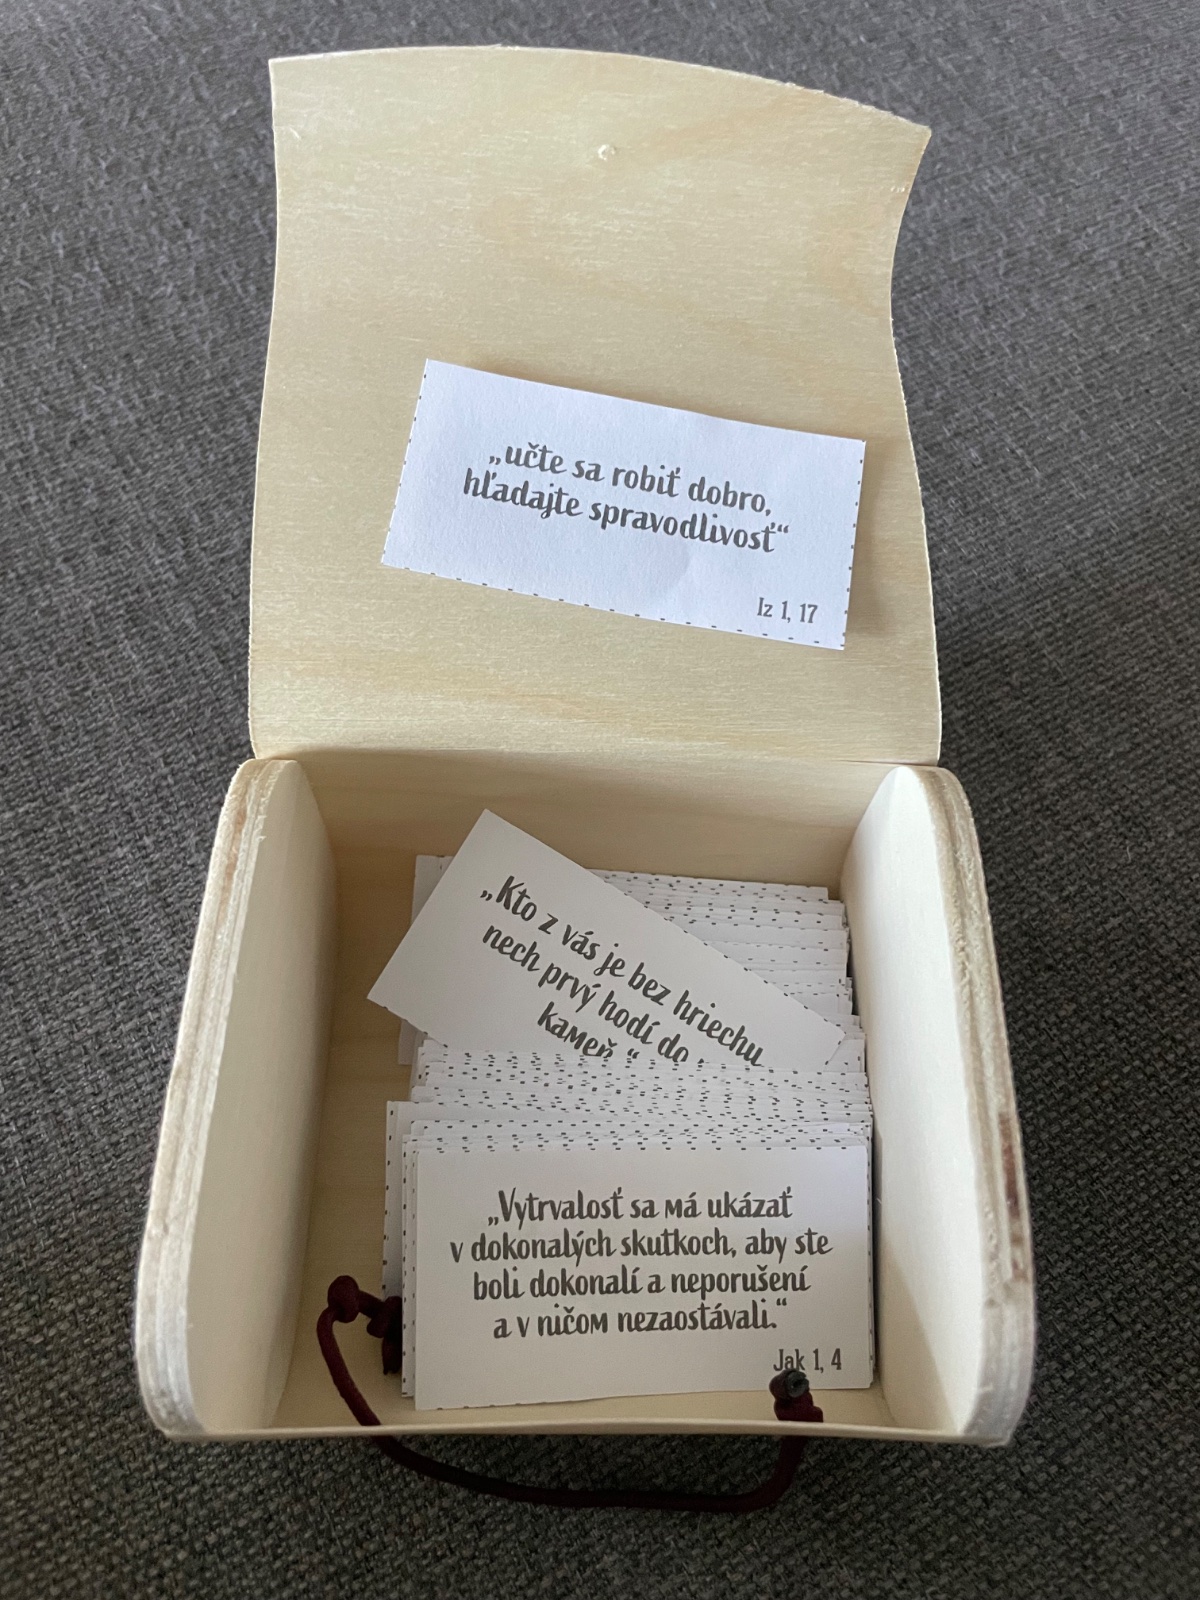 „učte sa robiť dobro,
hľadajte spravodlivosť“
Iz 1, 17
„Kto z vás je bez hriechu
nech prvý hodí do
kameň“
„Vytrvalosť sa má ukázať
v dokonalých skutkoch, aby ste
boli dokonalí a neporušení
a v ničom nezaostávali.“
Jak 1, 4